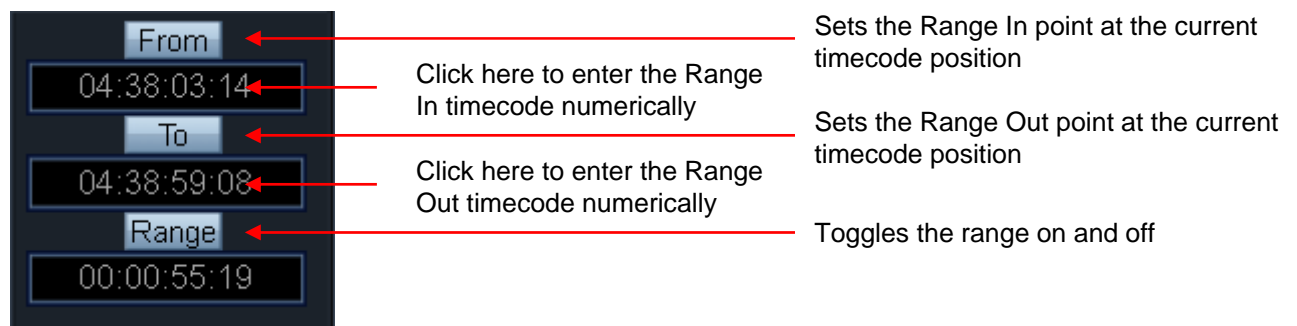 From
Sets the Range In point at the current
timecode position
04:38:03:14
Click here to enter the Range
In timecode numerically
To
Sets the Range Out point at the current
timecode position
04:38:59:08
Click here to enter the Range
Out timecode numerically
Range
Toggles the range on and off
00:00:55:19